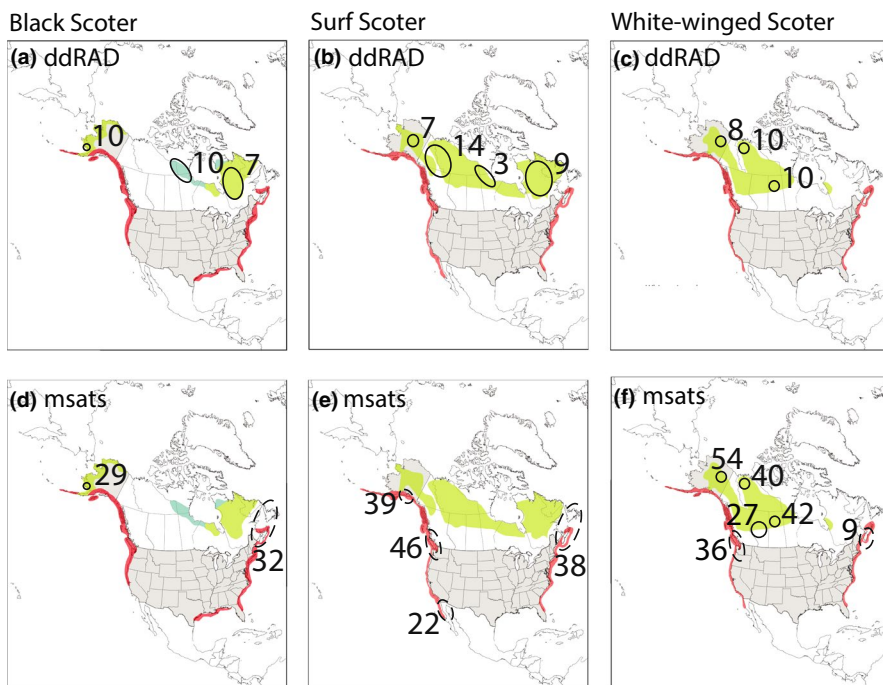 Black Scoter
Surf Scoter
White-winged Scoter
(a) ddRAD
10
10
7
(b) ddRAD
7
14
3
9
(c) ddRAD
8
10
10
(d) msats
29
32
(e) msats
39
46
38
22
(f) msats
54
40
27
42
9
36